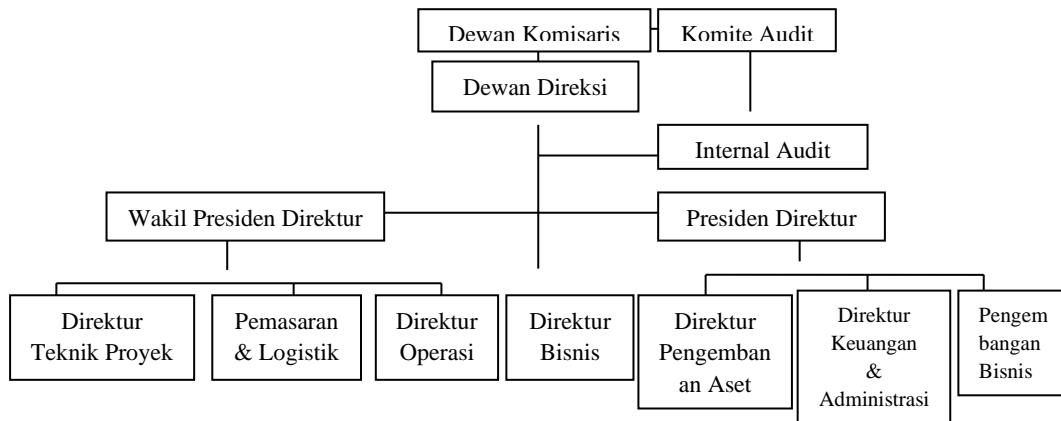 Dewan Komisaris
Komite Audit
Dewan Direksi
Internal Audit
Wakil Presiden Direktur
Presiden Direktur
Direktur
Teknik Proyek
Pemasaran
& Logistik
Direktur
Operasi
Direktur
Bisnis
Direktur
Pengemban
an Aset
Direktur
Keuangan
&
Administrasi
Pengem
bangan
Bisnis